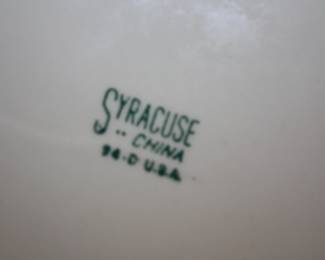 SYRACUSE
·· CHINA
94-D U.S.A.